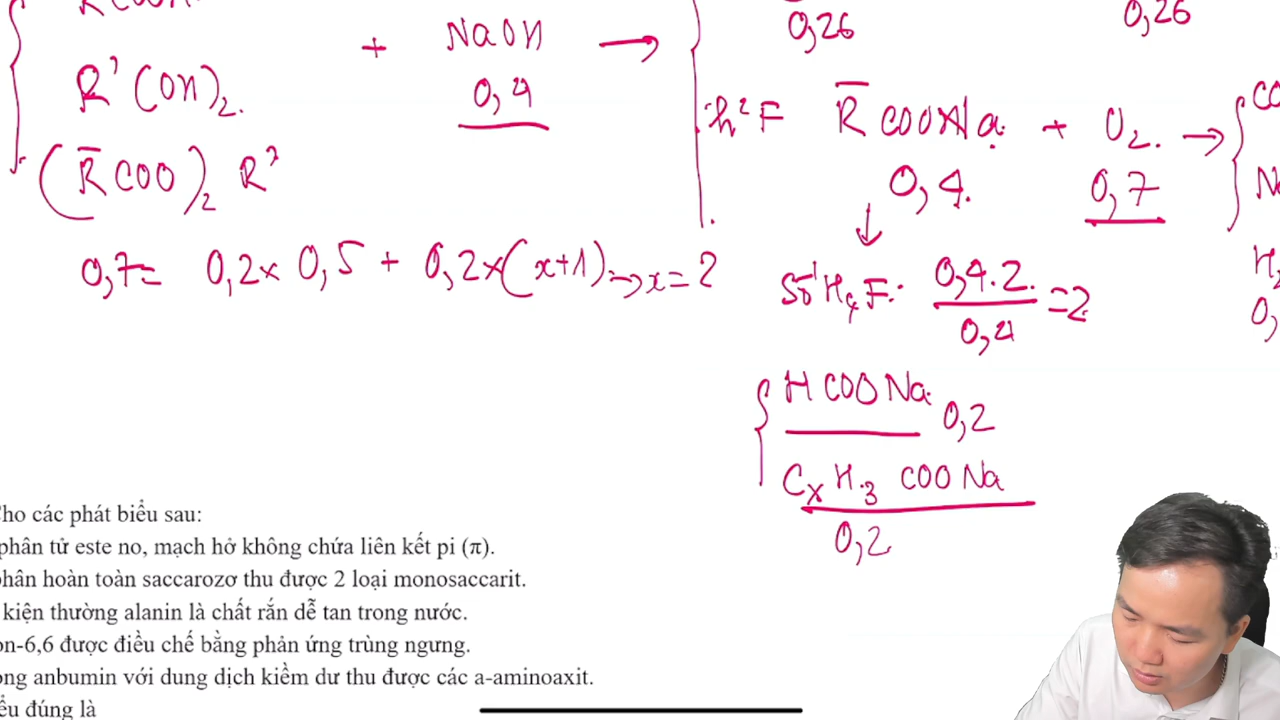 + NaOH →
0,4
R'(OH)₂.
(R̄COO)₂ R'
0,7= 0,2× 0,5 + 0,2×(x+1) → x = 2
0,26 0,26
h² F R̄ COONa + O₂. →
0,4. 0,7
↓
0,4.2. / 0,4 = 2
HCOONa 0,2
CₓH₃ COONa
0,2
ho các phát biểu sau:
phân tử este no, mạch hở không chứa liên kết pi (π).
hân hoàn toàn saccarozơ thu được 2 loại monosaccarit.
kiện thường alanin là chất rắn dễ tan trong nước.
on-6,6 được điều chế bằng phản ứng trùng ngưng.
ong anbumin với dung dịch kiềm dư thu được các a-aminoaxit.
ểu đúng là